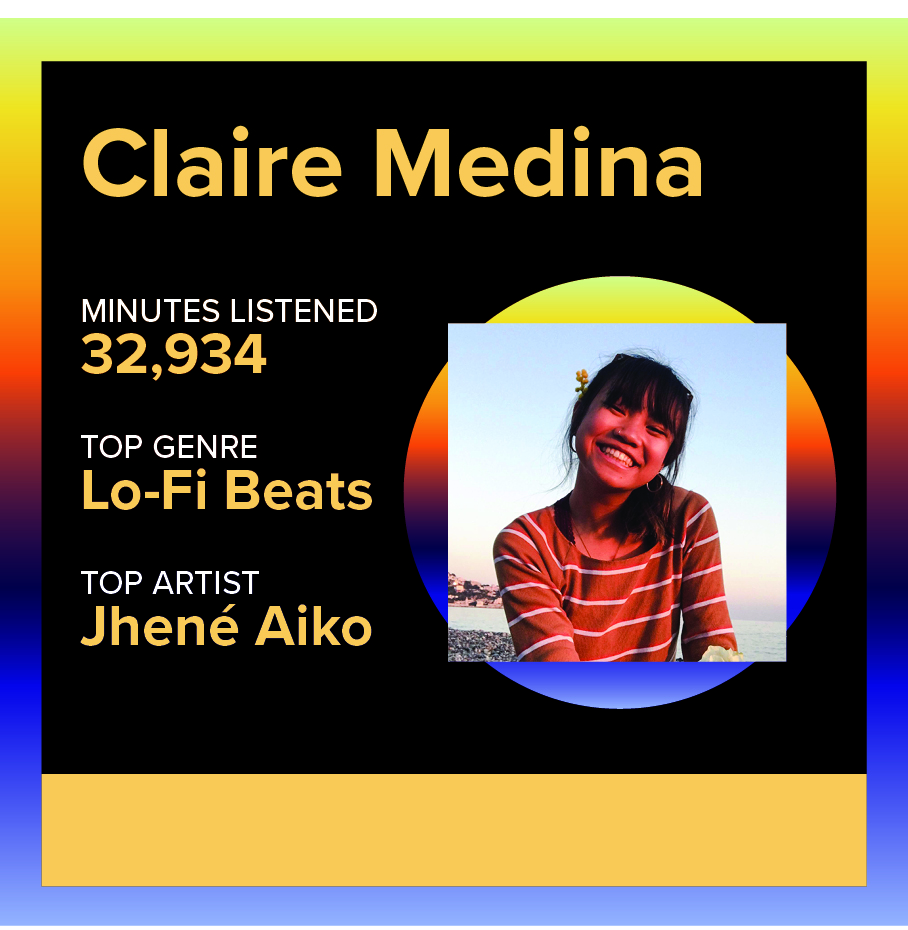 Claire Medina
MINUTES LISTENED
32,934
TOP GENRE
Lo-Fi Beats
TOP ARTIST
Jhené Aiko